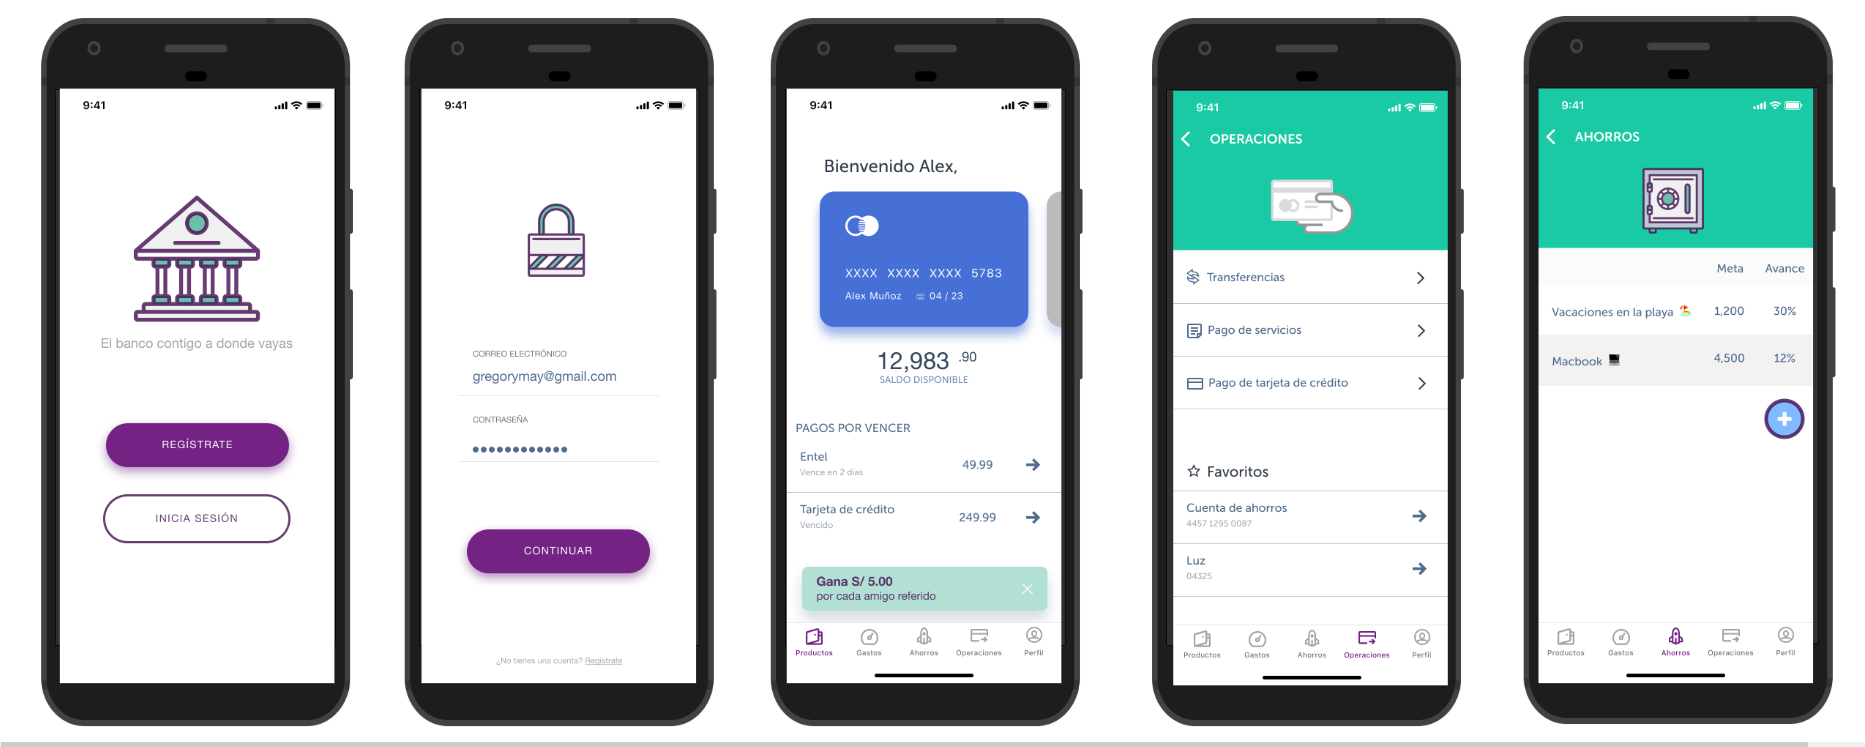 9:41
El banco contigo a donde vayas
REGÍSTRATE
INICIA SESIÓN
9:41
CORREO ELECTRÓNICO
gregorymay@gmail.com
CONTRASEÑA
CONTINUAR
¿No tienes una cuenta? Regístrate
9:41
Bienvenido Alex,
XXXX XXXX XXXX 5783
Alex Muñoz 04 / 23
12,983 .90
SALDO DISPONIBLE
PAGOS POR VENCER
Entel
Vence en 2 días
49.99
Tarjeta de crédito
Vencido
249.99
Gana S/ 5.00
por cada amigo referido
Productos Gastos Ahorros Operaciones Perfil
9:41
OPERACIONES
Transferencias
Pago de servicios
Pago de tarjeta de crédito
Favoritos
Cuenta de ahorros
4457 1295 0087
Luz
04325
Productos Gastos Ahorros Operaciones Perfil
9:41
AHORROS
Meta Avance
Vacaciones en la playa 🏖 1,200 30%
Macbook 💻 4,500 12%
Productos Gastos Ahorros Operaciones Perfil